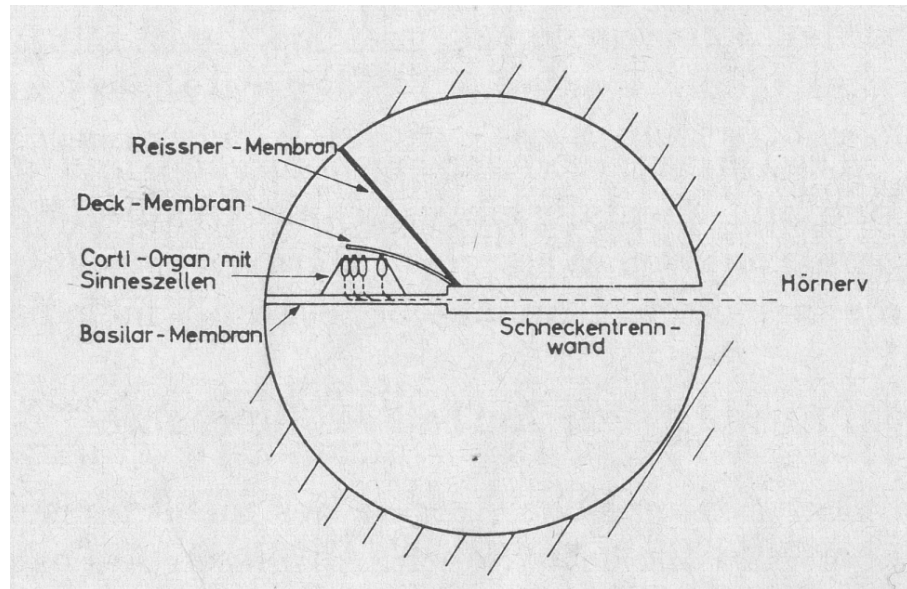 Reissner-Membran
Deck-Membran
Corti-Organ mit
Sinneszellen
Basilar-Membran
Hörnerv
Schneckentrenn-
wand